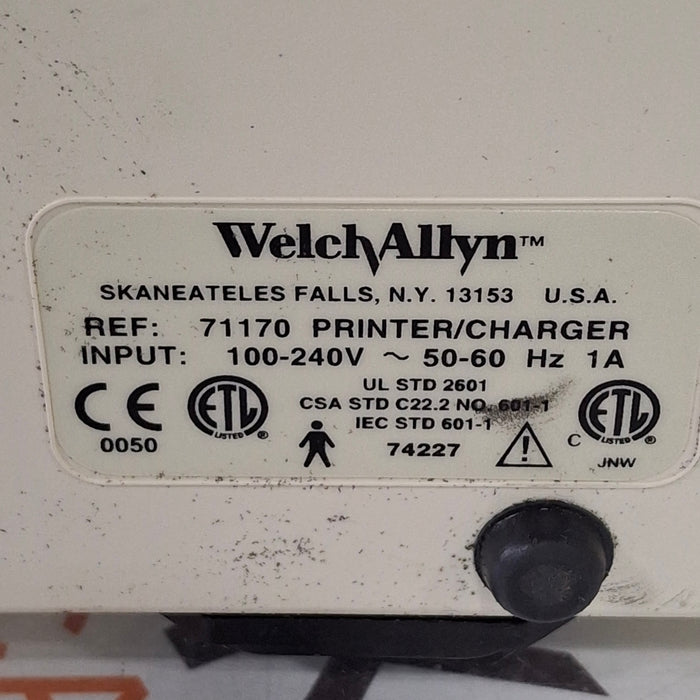 WelchAllyn™
SKANEATELES FALLS, N.Y. 13153 U.S.A.
REF: 71170 PRINTER/CHARGER
INPUT: 100-240V ~ 50-60 Hz 1A
UL STD 2601
CSA STD C22.2 NO. 601-1
IEC STD 601-1
CE
0050
ETL
LISTED
®
74227
!
C
ETL
LISTED
®
JNW